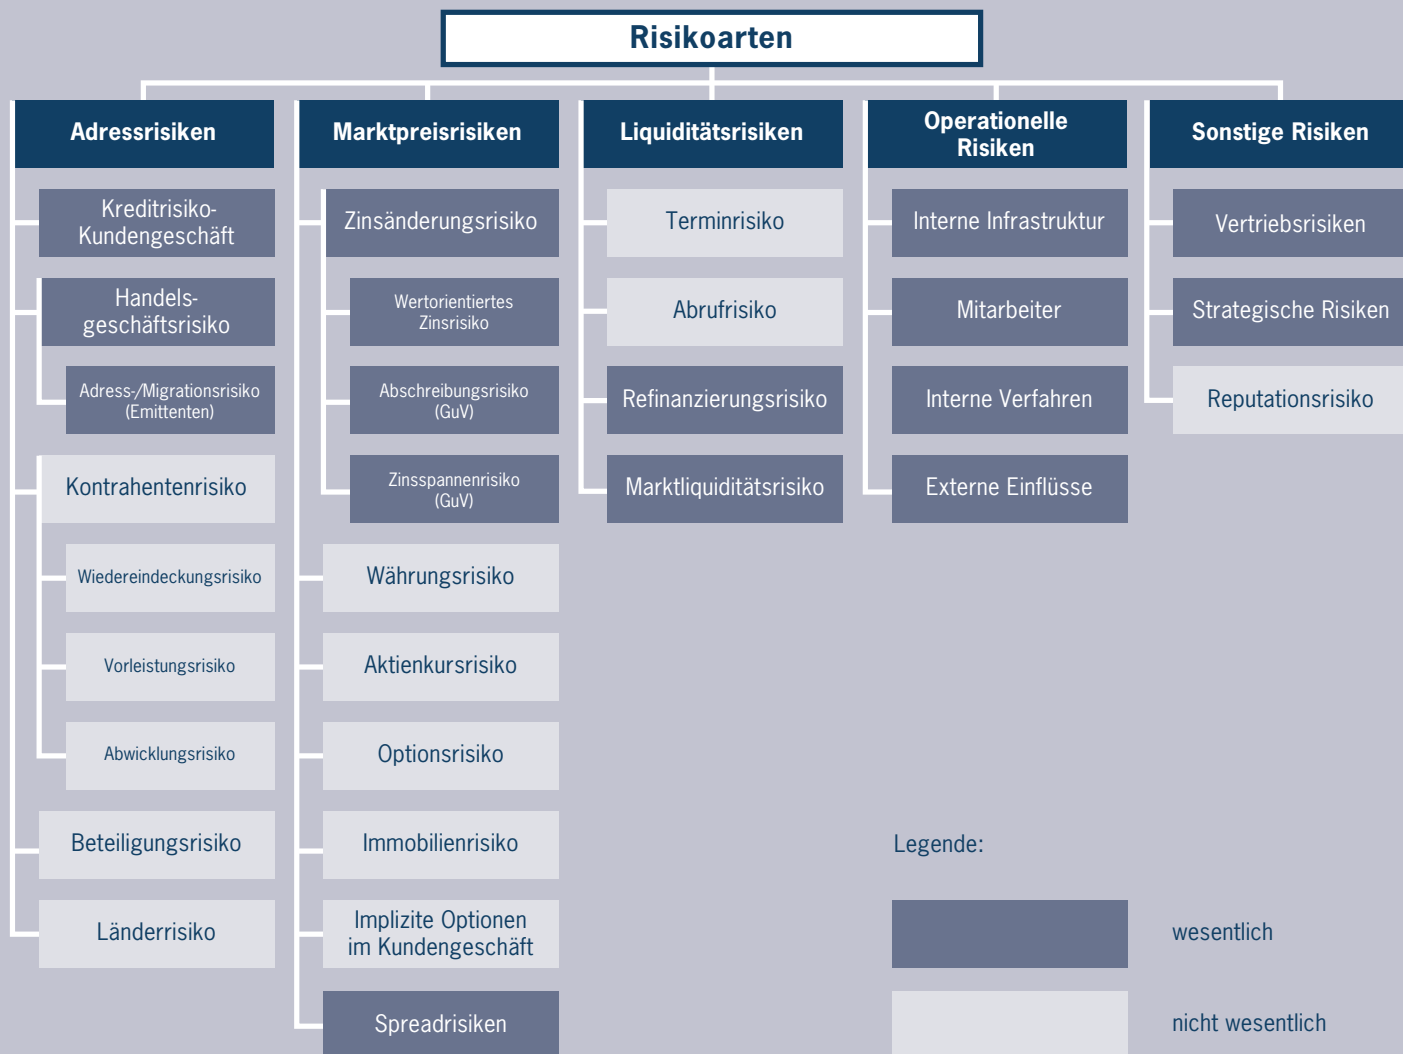 Risikoarten
Adressrisiken
Kreditrisiko-
Kundengeschäft
Handels-
geschäftsrisiko
Adress-/Migrationsrisiko
(Emittenten)
Kontrahentenrisiko
Wiedereindeckungsrisiko
Vorleistungsrisiko
Abwicklungsrisiko
Beteiligungsrisiko
Länderrisiko
Marktpreisrisiken
Zinsänderungsrisiko
Wertorientiertes
Zinsrisiko
Abschreibungsrisiko
(GuV)
Zinsspannenrisiko
(GuV)
Währungsrisiko
Aktienkursrisiko
Optionsrisiko
Immobilienrisiko
Implizite Optionen
im Kundengeschäft
Spreadrisiken
Liquiditätsrisiken
Terminrisiko
Abrufrisiko
Refinanzierungsrisiko
Marktliquiditätsrisiko
Operationelle
Risiken
Interne Infrastruktur
Mitarbeiter
Interne Verfahren
Externe Einflüsse
Sonstige Risiken
Vertriebsrisiken
Strategische Risiken
Reputationsrisiko
Legende:
wesentlich
nicht wesentlich